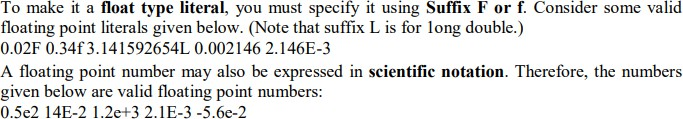 To make it a float type literal, you must specify it using Suffix F or f. Consider some valid
floating point literals given below. (Note that suffix L is for long double.)
0.02F 0.34f3.141592654L 0.002146 2.146E-3
A floating point number may also be expressed in scientific notation. Therefore, the numbers
given below are valid floating point numbers:
0.5e2 14E-2 1.2e+3 2.1E-3 -5.6e-2